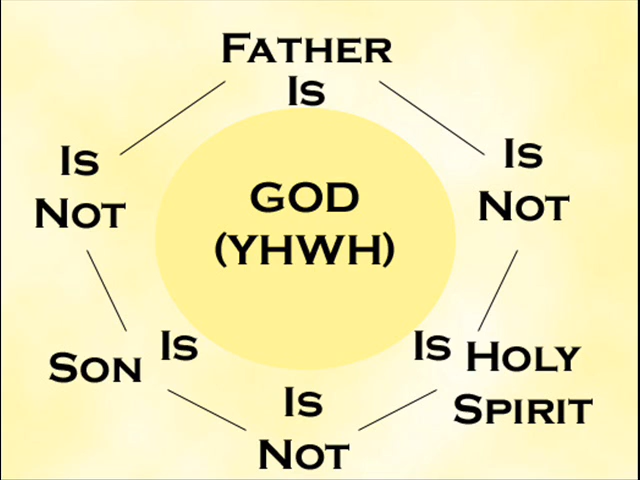 FATHER
IS
IS
NOT
IS
NOT
GOD
(YHWH)
SON
IS
IS
HOLY
SPIRIT
IS
NOT